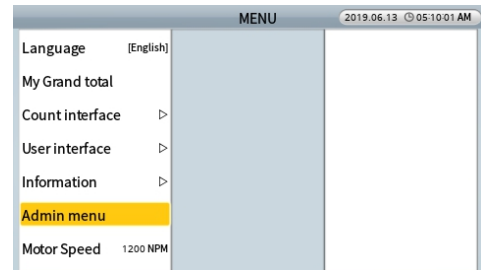 MENU
2019.06.13 05:10:01 AM
Language [English]
My Grand total
Count interface
User interface
Information
Admin menu
Motor Speed 1200 NPM